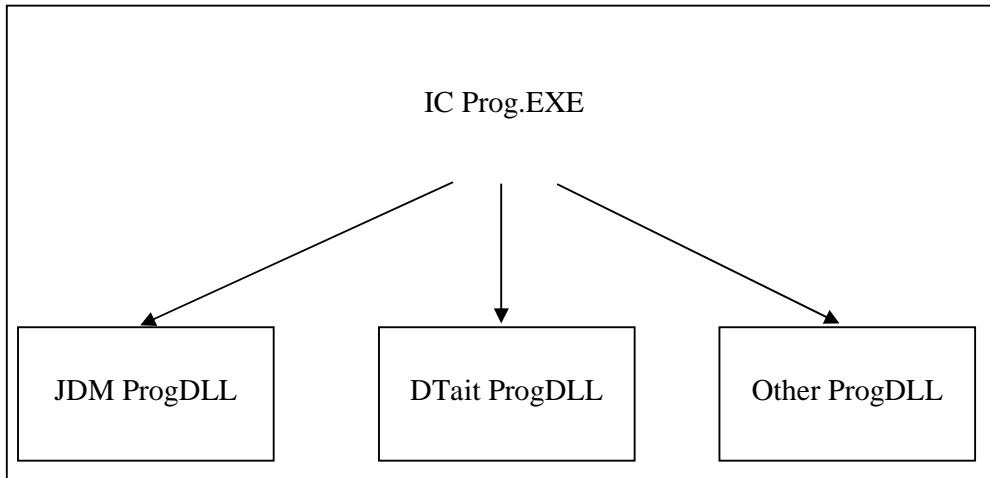 IC Prog.EXE
JDM ProgDLL
DTait ProgDLL
Other ProgDLL